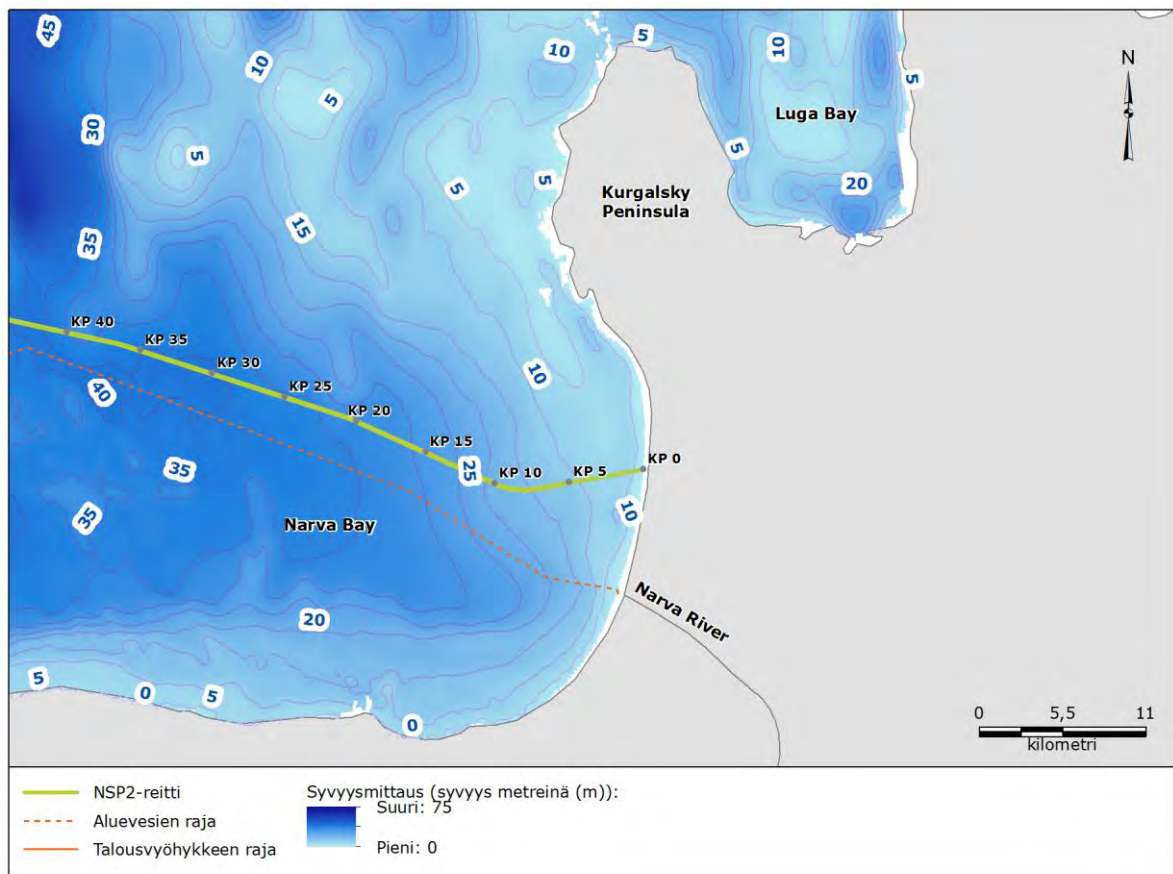 45
10
5
10
5
10
5
N
30
5
5
Luga Bay
5
5
5
20
Kurgalsky
Peninsula
15
35
KP 40
KP 35
KP 30
10
40
KP 25
KP 20
KP 15
25
KP 10
KP 5
KP 0
35
10
35
Narva Bay
Narva River
20
5
0
5
0
0
5,5
11
kilometri
NSP2-reitti
Aluevesien raja
Talousvyöhykkeen raja
Syvyysmittaus (syvyys metreinä (m)):
Suuri: 75
Pieni: 0